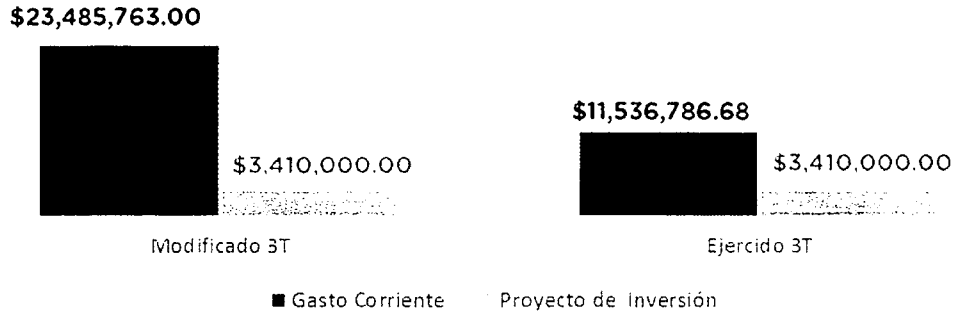 $23,485,763.00
$11,536,786.68
$3,410,000.00
$3,410,000.00
Modificado 3T
Ejercido 3T
Gasto Corriente
Proyecto de Inversión